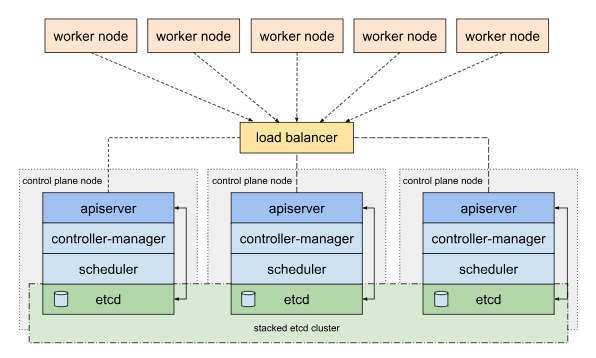 worker node
worker node
worker node
worker node
worker node
load balancer
control plane node
control plane node
control plane node
apiserver
apiserver
apiserver
controller-manager
controller-manager
controller-manager
scheduler
scheduler
scheduler
etcd
etcd
etcd
stacked etcd cluster